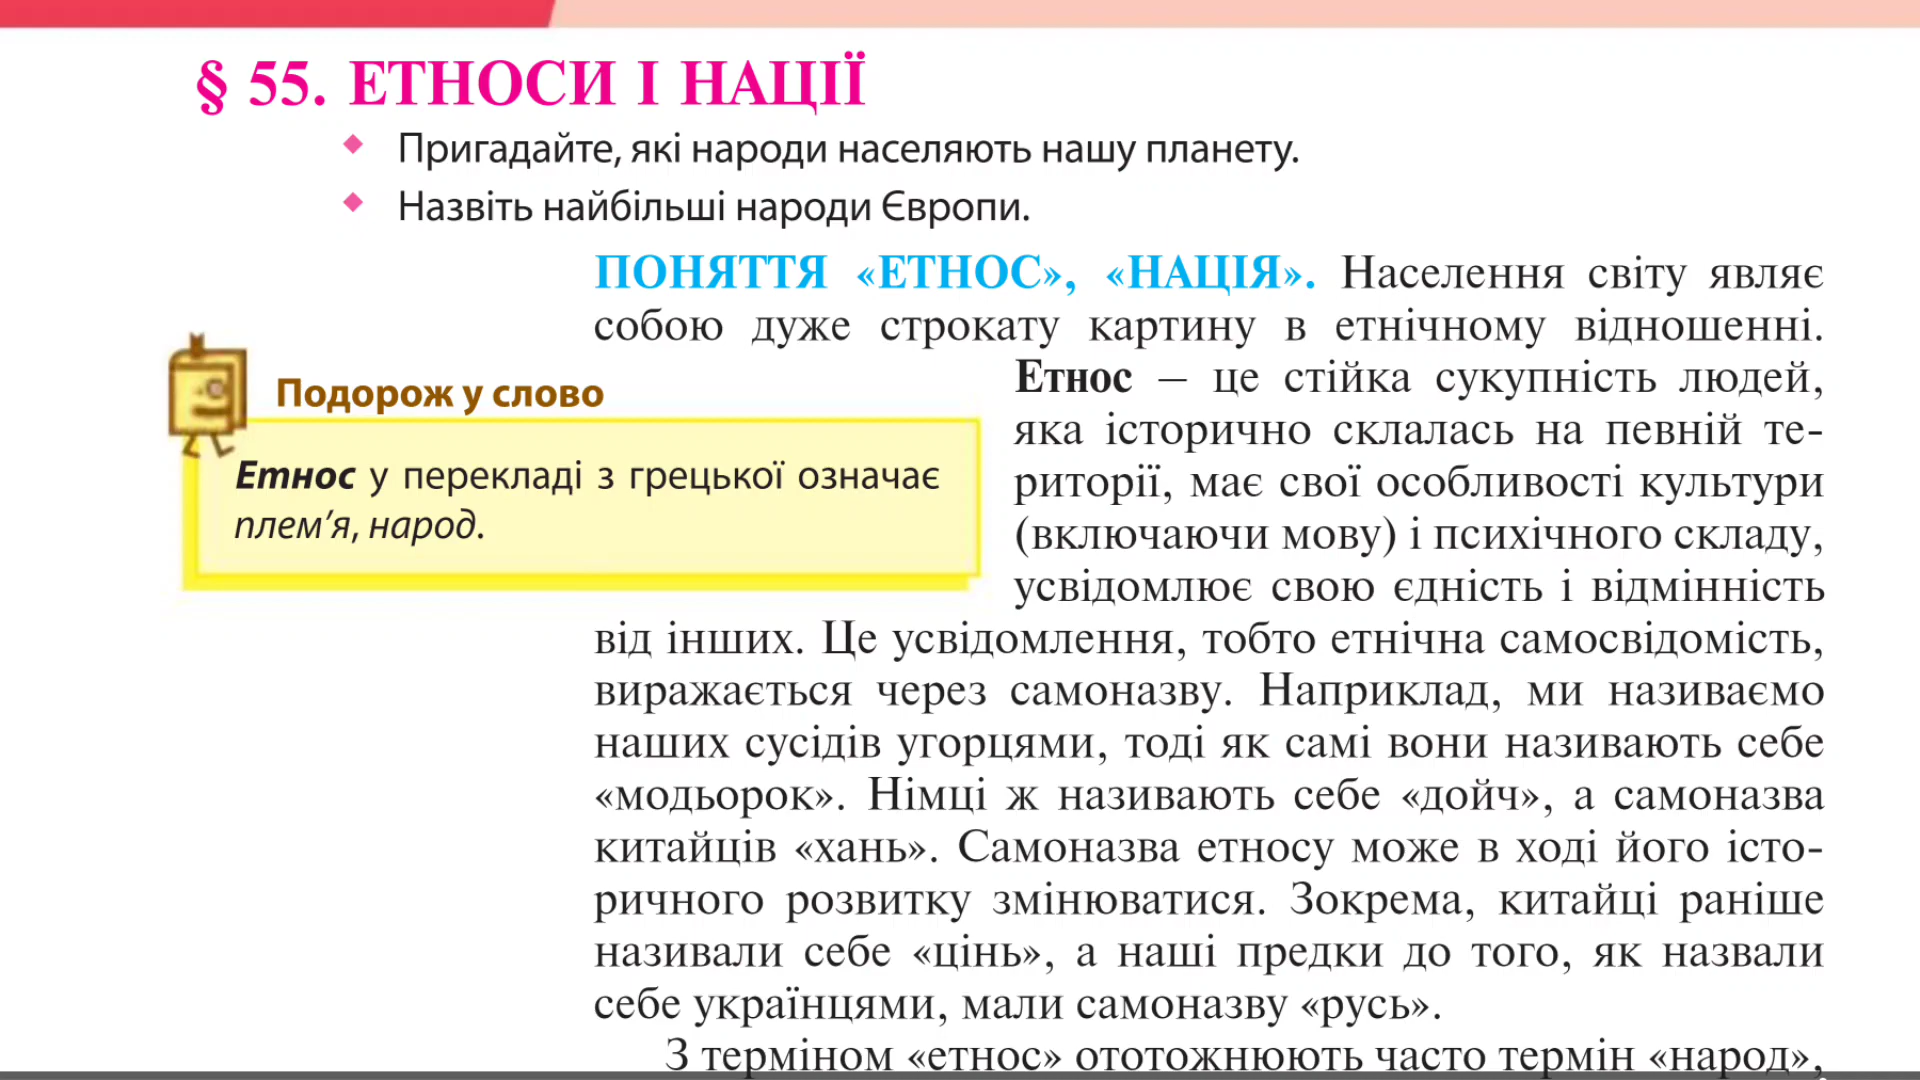 § 55. ЕТНОСИ І НАЦІЇ
Пригадайте, які народи населяють нашу планету.
Назвіть найбільші народи Європи.
ПОНЯТТЯ «ЕТНОС», «НАЦІЯ». Населення світу являє
собою дуже строкату картину в етнічному відношенні.
Подорож у слово
Етнос у перекладі з грецької означає
плем’я, народ.
Етнос – це стійка сукупність людей,
яка історично склалась на певній те-
риторії, має свої особливості культури
(включаючи мову) і психічного складу,
усвідомлює свою єдність і відмінність
від інших. Це усвідомлення, тобто етнічна самосвідомість,
виражається через самоназву. Наприклад, ми називаємо
наших сусідів угорцями, тоді як самі вони називають себе
«модьорок». Німці ж називають себе «дойч», а самоназва
китайців «хань». Самоназва етносу може в ході його істо-
ричного розвитку змінюватися. Зокрема, китайці раніше
називали себе «цінь», а наші предки до того, як назвали
себе українцями, мали самоназву «русь».
З терміном «етнос» ототожнюють часто термін «народ»,